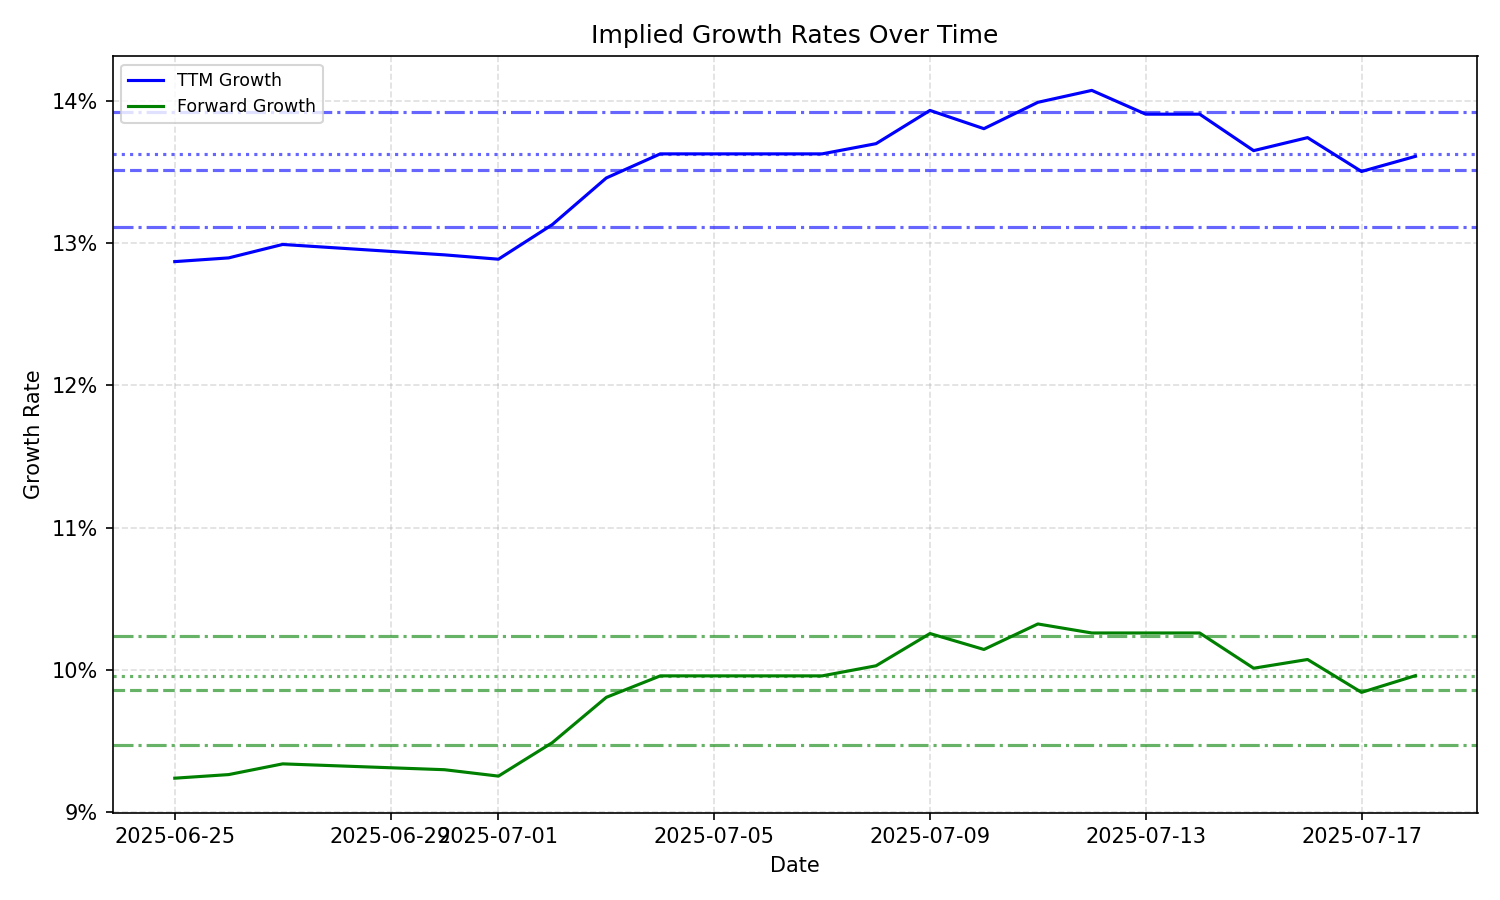 Implied Growth Rates Over Time
TTM Growth
Forward Growth
14%
13%
12%
11%
10%
9%
Growth Rate
2025-06-25
2025-06-29
2025-07-01
2025-07-05
2025-07-09
2025-07-13
2025-07-17
Date